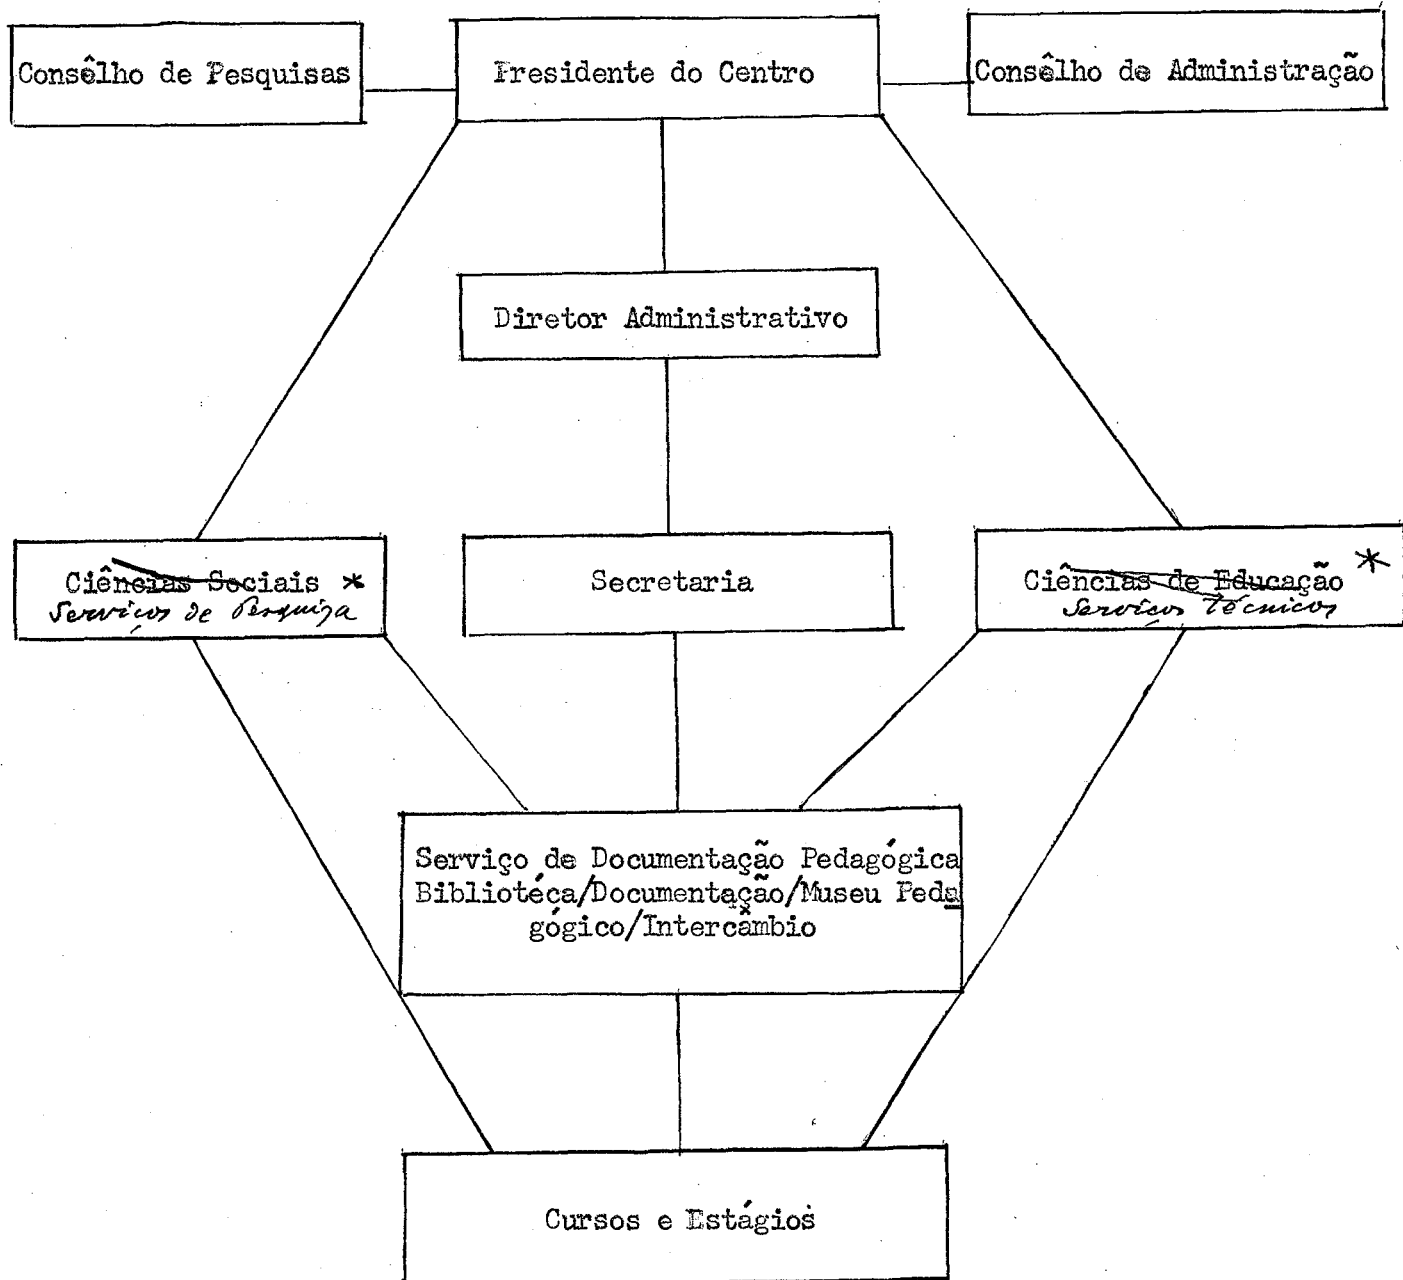 Consêlho de Pesquisas
Presidente do Centro
Consêlho de Administração
Diretor Administrativo
Ciências Sociais *
Serviços de Pesquiza
Secretaria
Ciências de Educação *
Serviços Técnicos
Serviço de Documentação Pedagógica
Bibliotéca/Documentação/Museu Peda
gógico/Intercâmbio
Cursos e Estágios